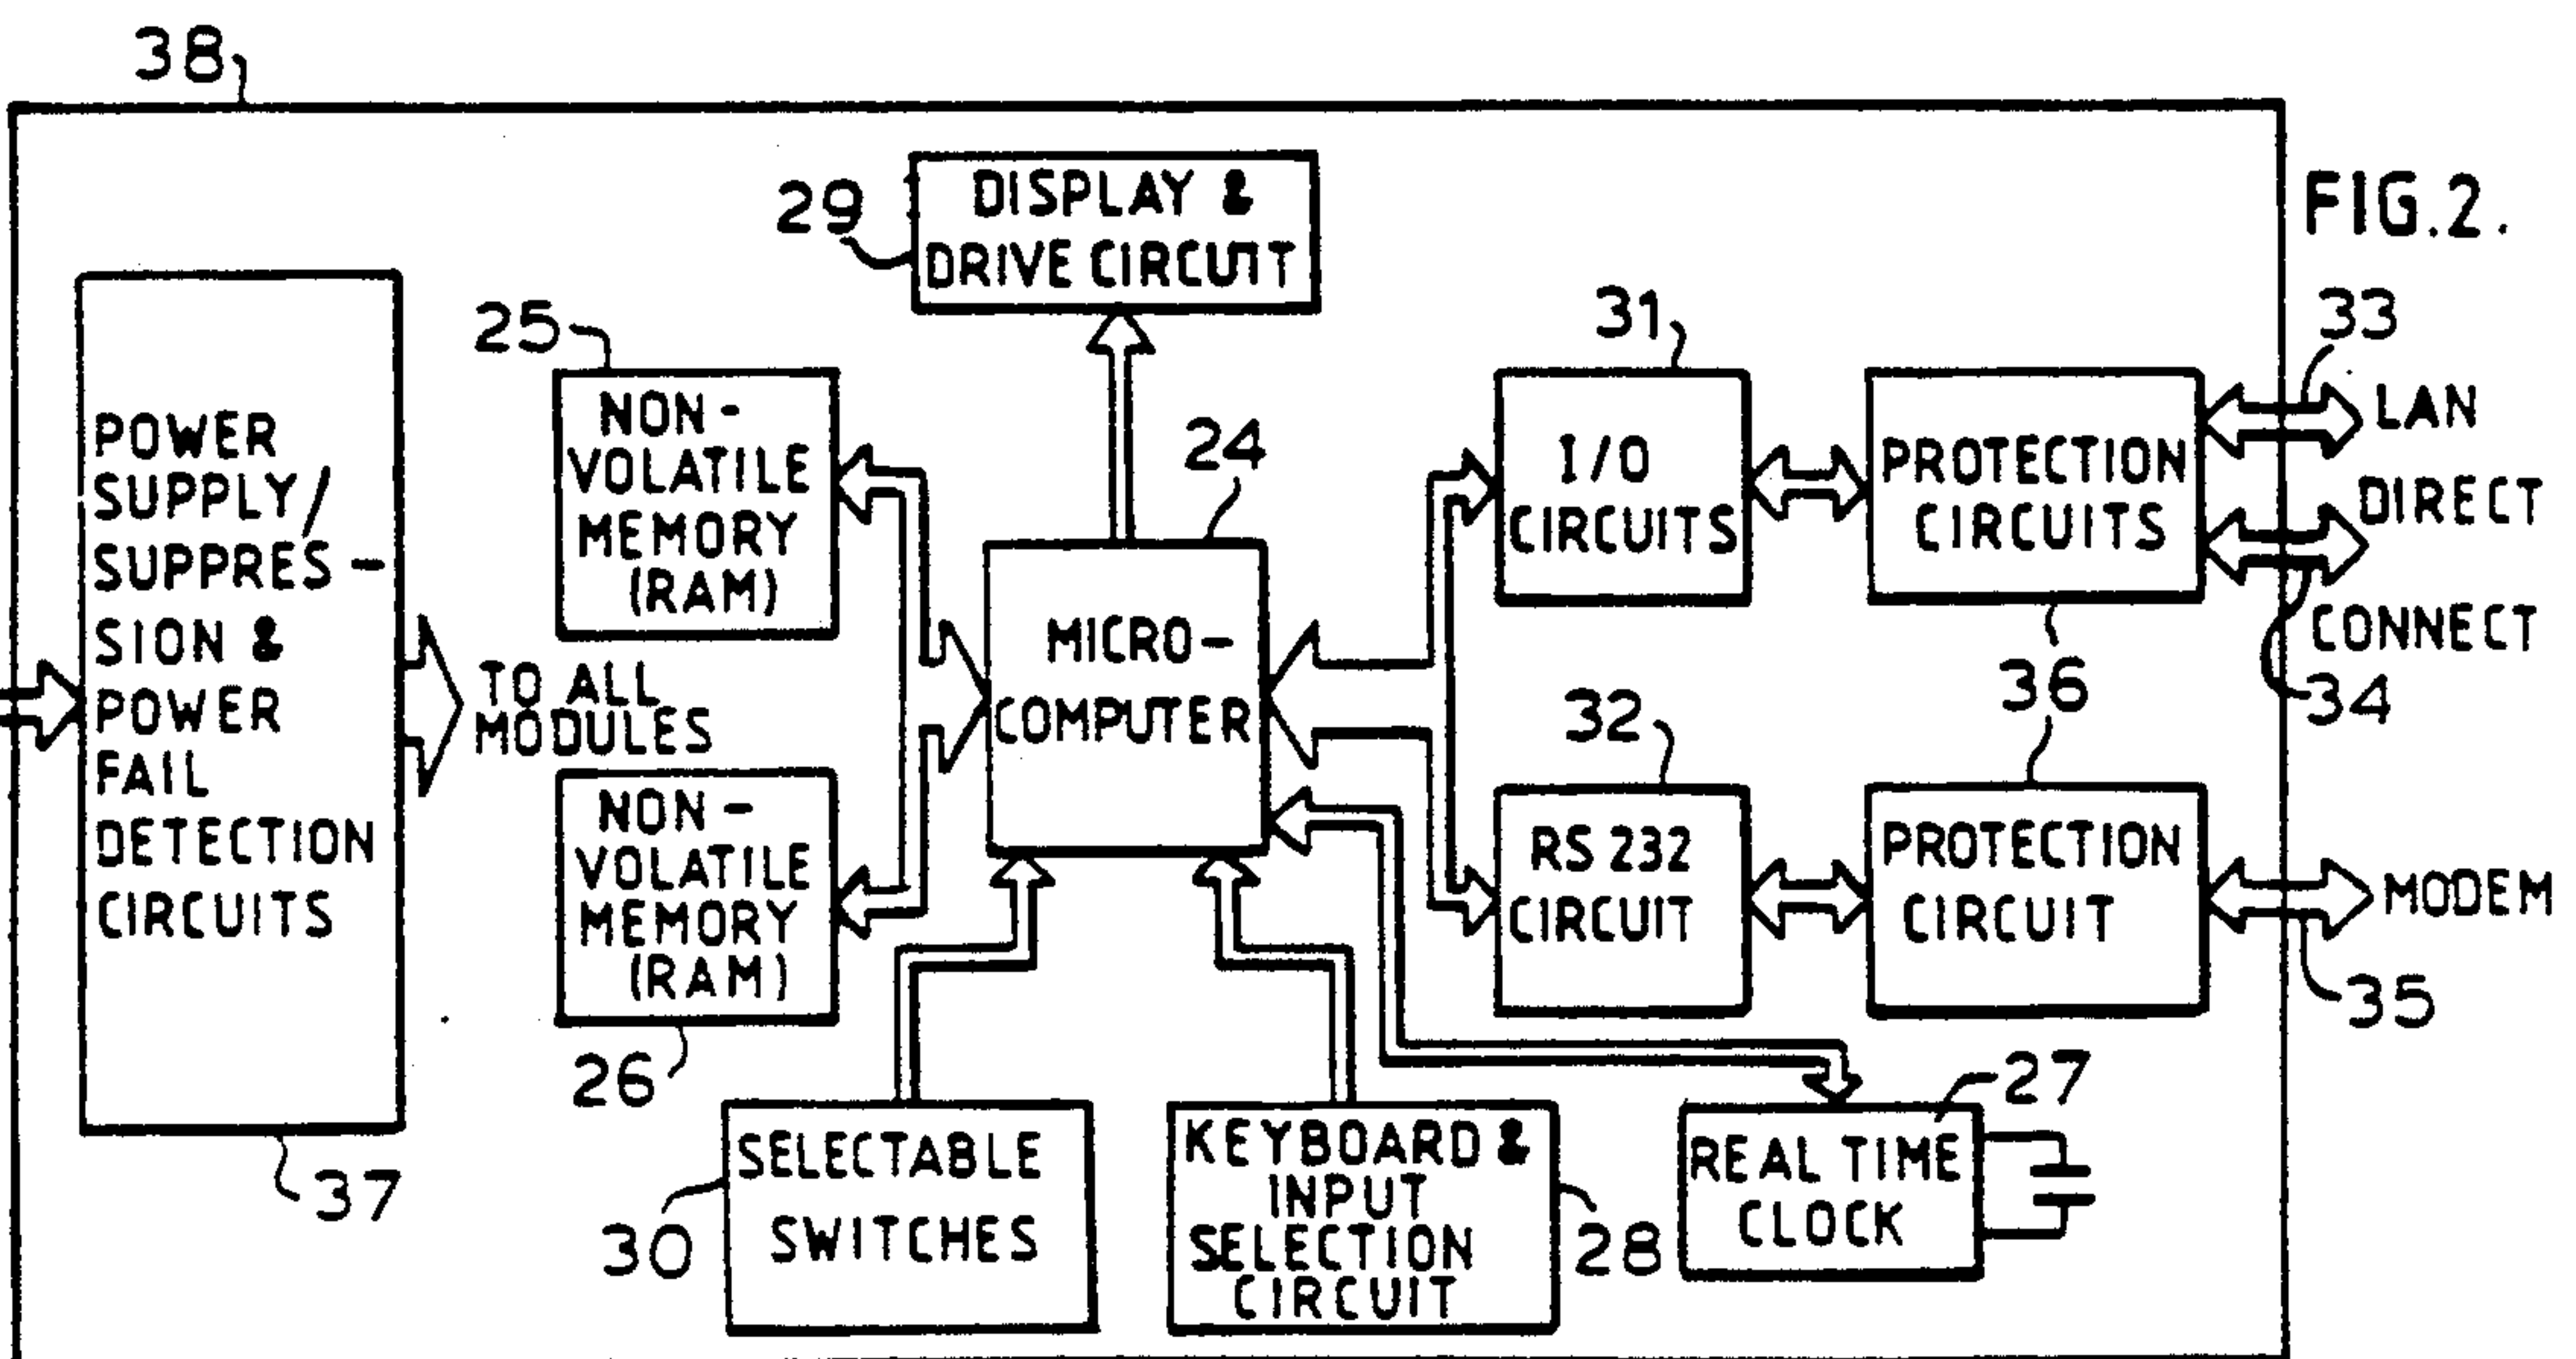 38
FIG.2.
29
DISPLAY &
DRIVE CIRCUIT
25
NON-
VOLATILE
MEMORY
(RAM)
24
MICRO-
COMPUTER
31
I/O
CIRCUITS
PROTECTION
CIRCUITS
36
33
LAN
DIRECT
CONNECT
34
POWER
SUPPLY/
SUPPRES-
SION &
POWER
FAIL
DETECTION
CIRCUITS
37
TO ALL
MODULES
NON-
VOLATILE
MEMORY
(RAM)
26
32
RS 232
CIRCUIT
PROTECTION
CIRCUIT
MODEM
35
30
SELECTABLE
SWITCHES
KEYBOARD &
INPUT
SELECTION
CIRCUIT
28
27
REAL TIME
CLOCK